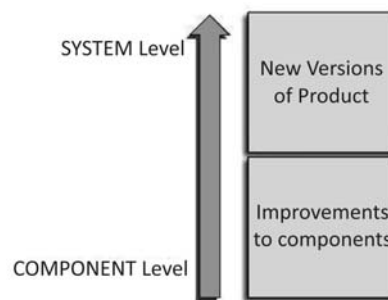 SYSTEM Level
New Versions
of Product
Improvements
to components
COMPONENT Level